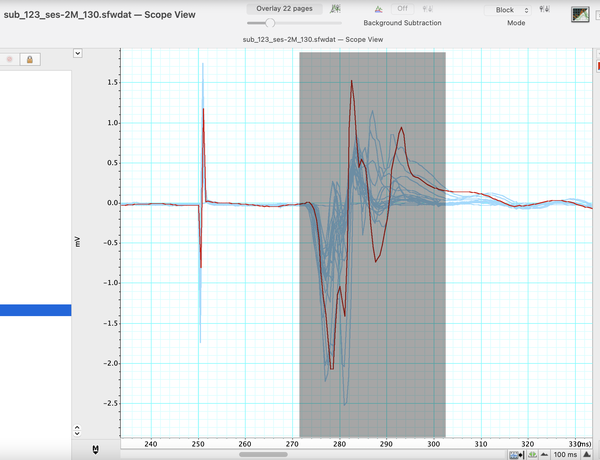 sub_123_ses-2M_130.sfwdat — Scope View
Overlay 22 pages
Off
Background Subtraction
Block
Mode
sub_123_ses-2M_130.sfwdat — Scope View
1.5
1.0
0.5
0.0
-0.5
-1.0
-1.5
-2.0
-2.5
mV
240 250 260 270 280 290 300 310 320 330 (ms)
100 ms